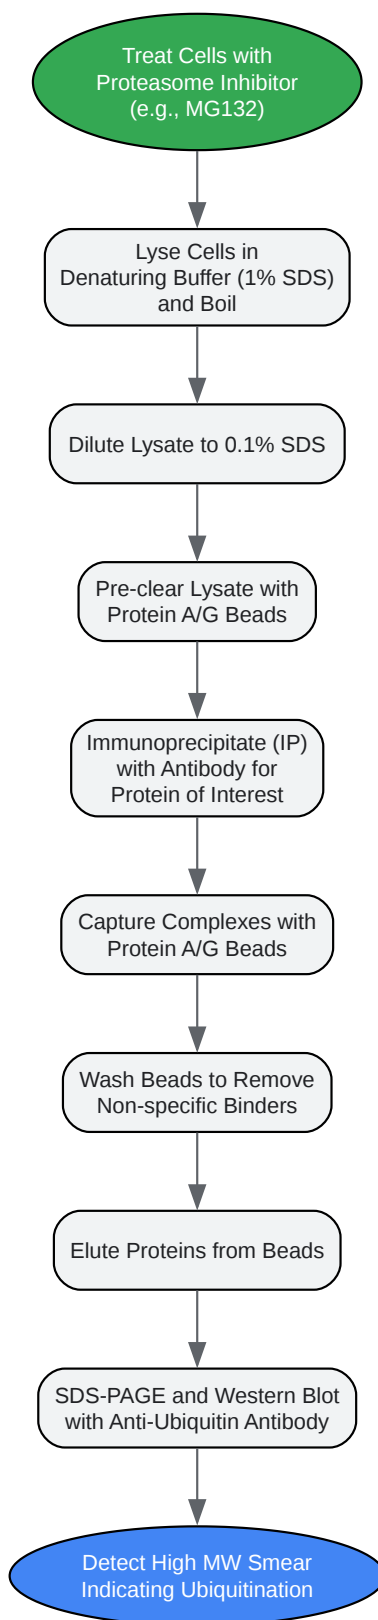 Treat Cells with
Proteasome Inhibitor
(e.g., MG132)
Lyse Cells in
Denaturing Buffer (1% SDS)
and Boil
Dilute Lysate to 0.1% SDS
Pre-clear Lysate with
Protein A/G Beads
Immunoprecipitate (IP)
with Antibody for
Protein of Interest
Capture Complexes with
Protein A/G Beads
Wash Beads to Remove
Non-specific Binders
Elute Proteins from Beads
SDS-PAGE and Western Blot
with Anti-Ubiquitin Antibody
Detect High MW Smear
Indicating Ubiquitination